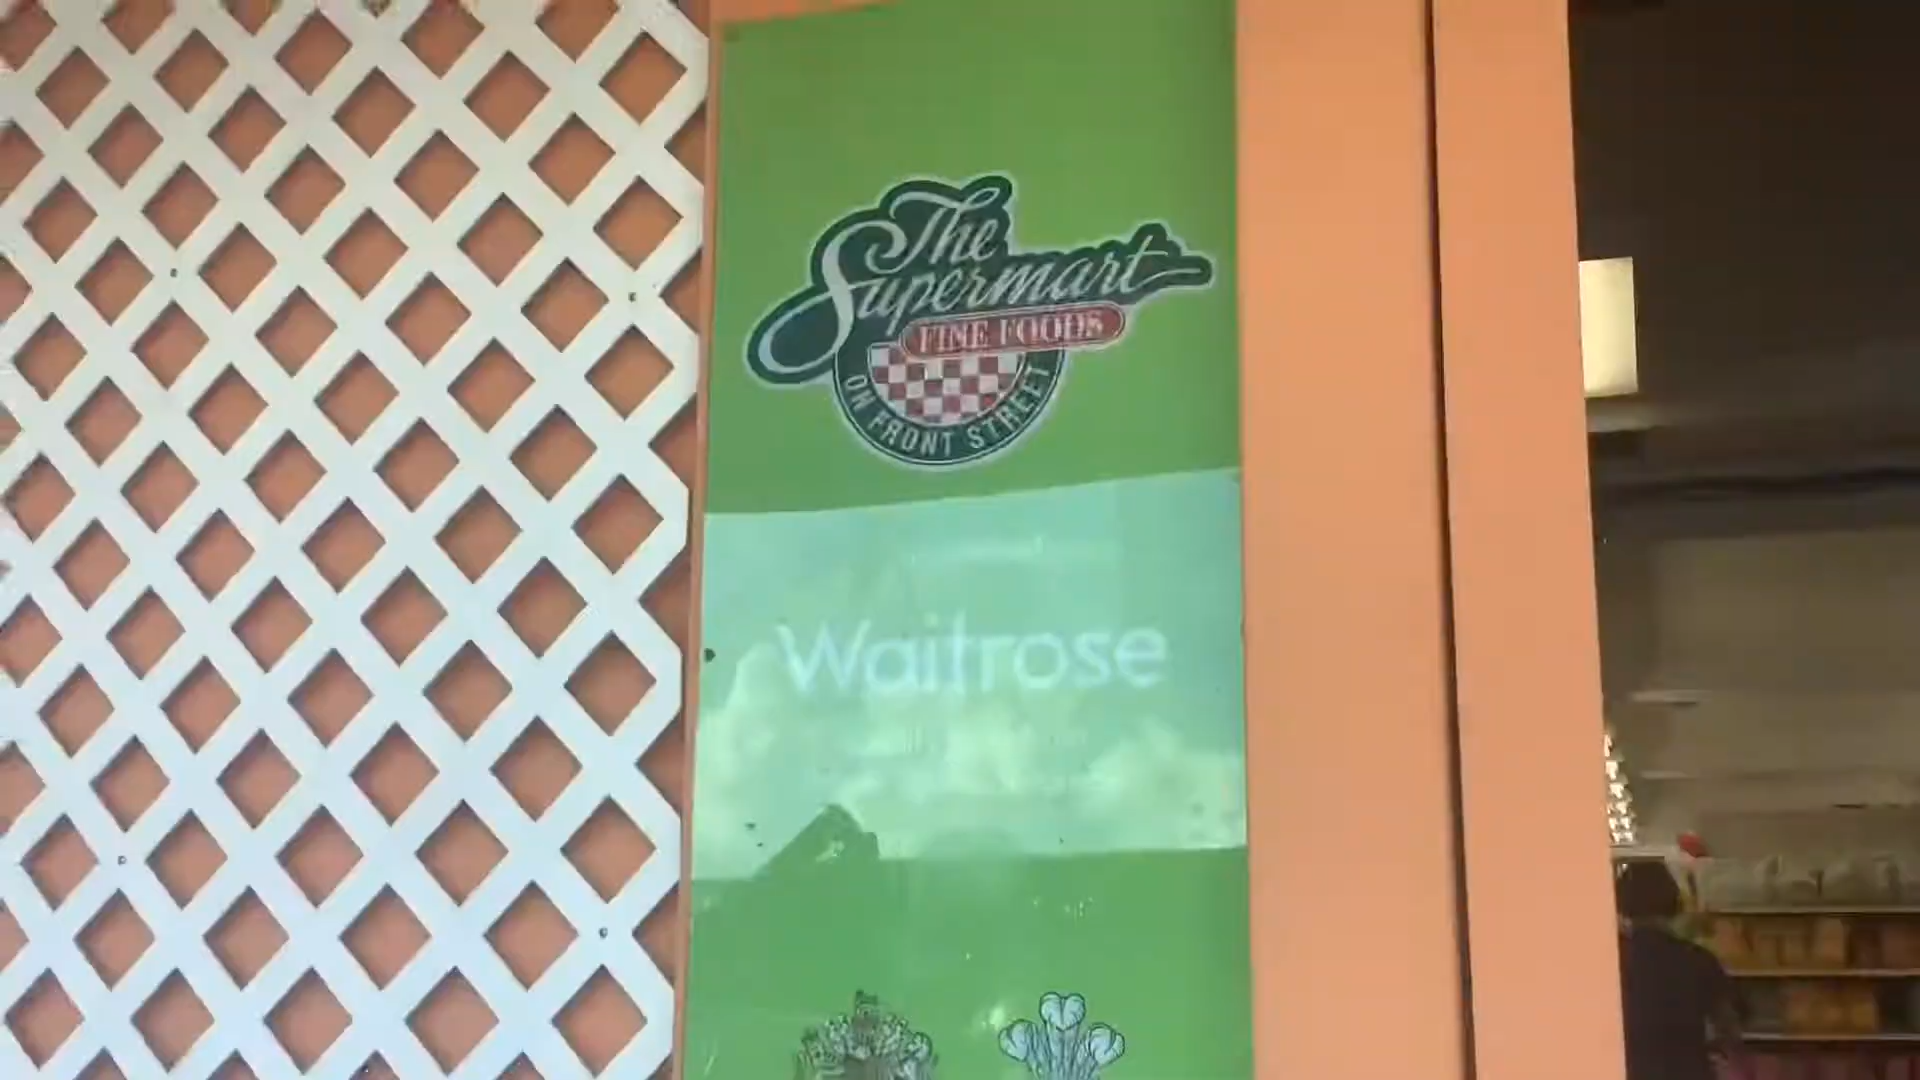 The
Supermart
FINE FOODS
ON FRONT STREET
Waitrose